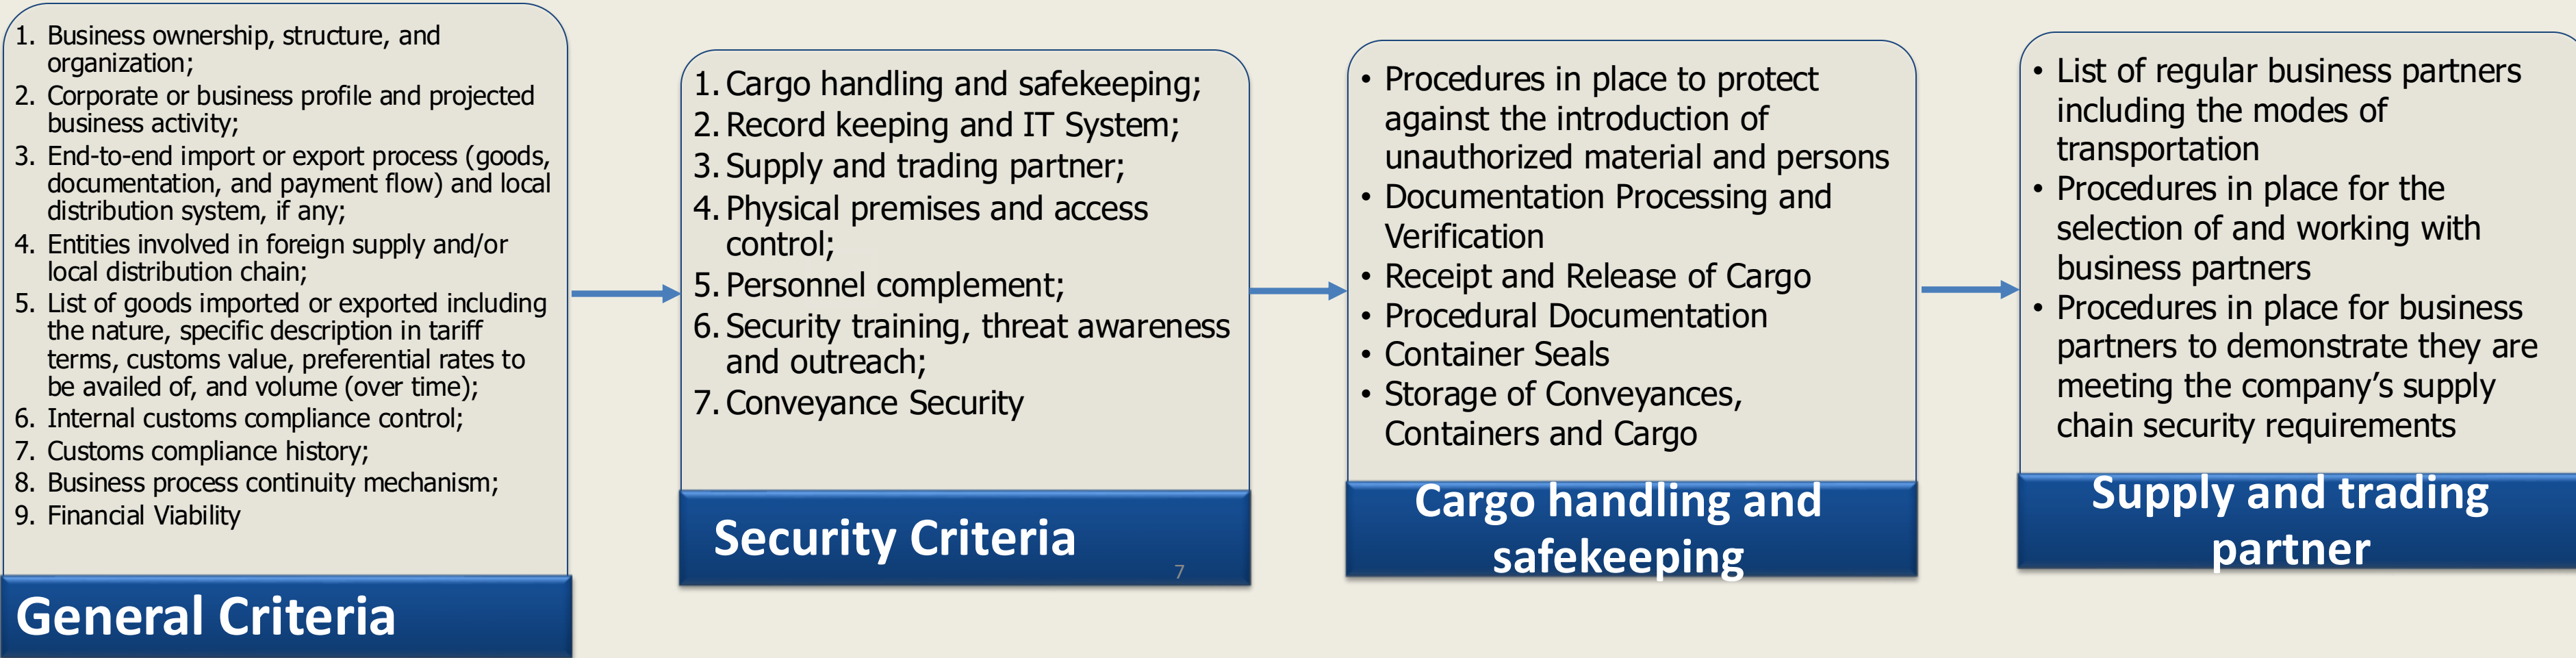 1. Business ownership, structure, and
organization;
2. Corporate or business profile and projected
business activity;
3. End-to-end import or export process (goods,
documentation, and payment flow) and local
distribution system, if any;
4. Entities involved in foreign supply and/or
local distribution chain;
5. List of goods imported or exported including
the nature, specific description in tariff
terms, customs value, preferential rates to
be availed of, and volume (over time);
6. Internal customs compliance control;
7. Customs compliance history;
8. Business process continuity mechanism;
9. Financial Viability
General Criteria
1. Cargo handling and safekeeping;
2. Record keeping and IT System;
3. Supply and trading partner;
4. Physical premises and access
control;
5. Personnel complement;
6. Security training, threat awareness
and outreach;
7. Conveyance Security
Security Criteria
7
• Procedures in place to protect
against the introduction of
unauthorized material and persons
• Documentation Processing and
Verification
• Receipt and Release of Cargo
• Procedural Documentation
• Container Seals
• Storage of Conveyances,
Containers and Cargo
Cargo handling and
safekeeping
• List of regular business partners
including the modes of
transportation
• Procedures in place for the
selection of and working with
business partners
• Procedures in place for business
partners to demonstrate they are
meeting the company's supply
chain security requirements
Supply and trading
partner